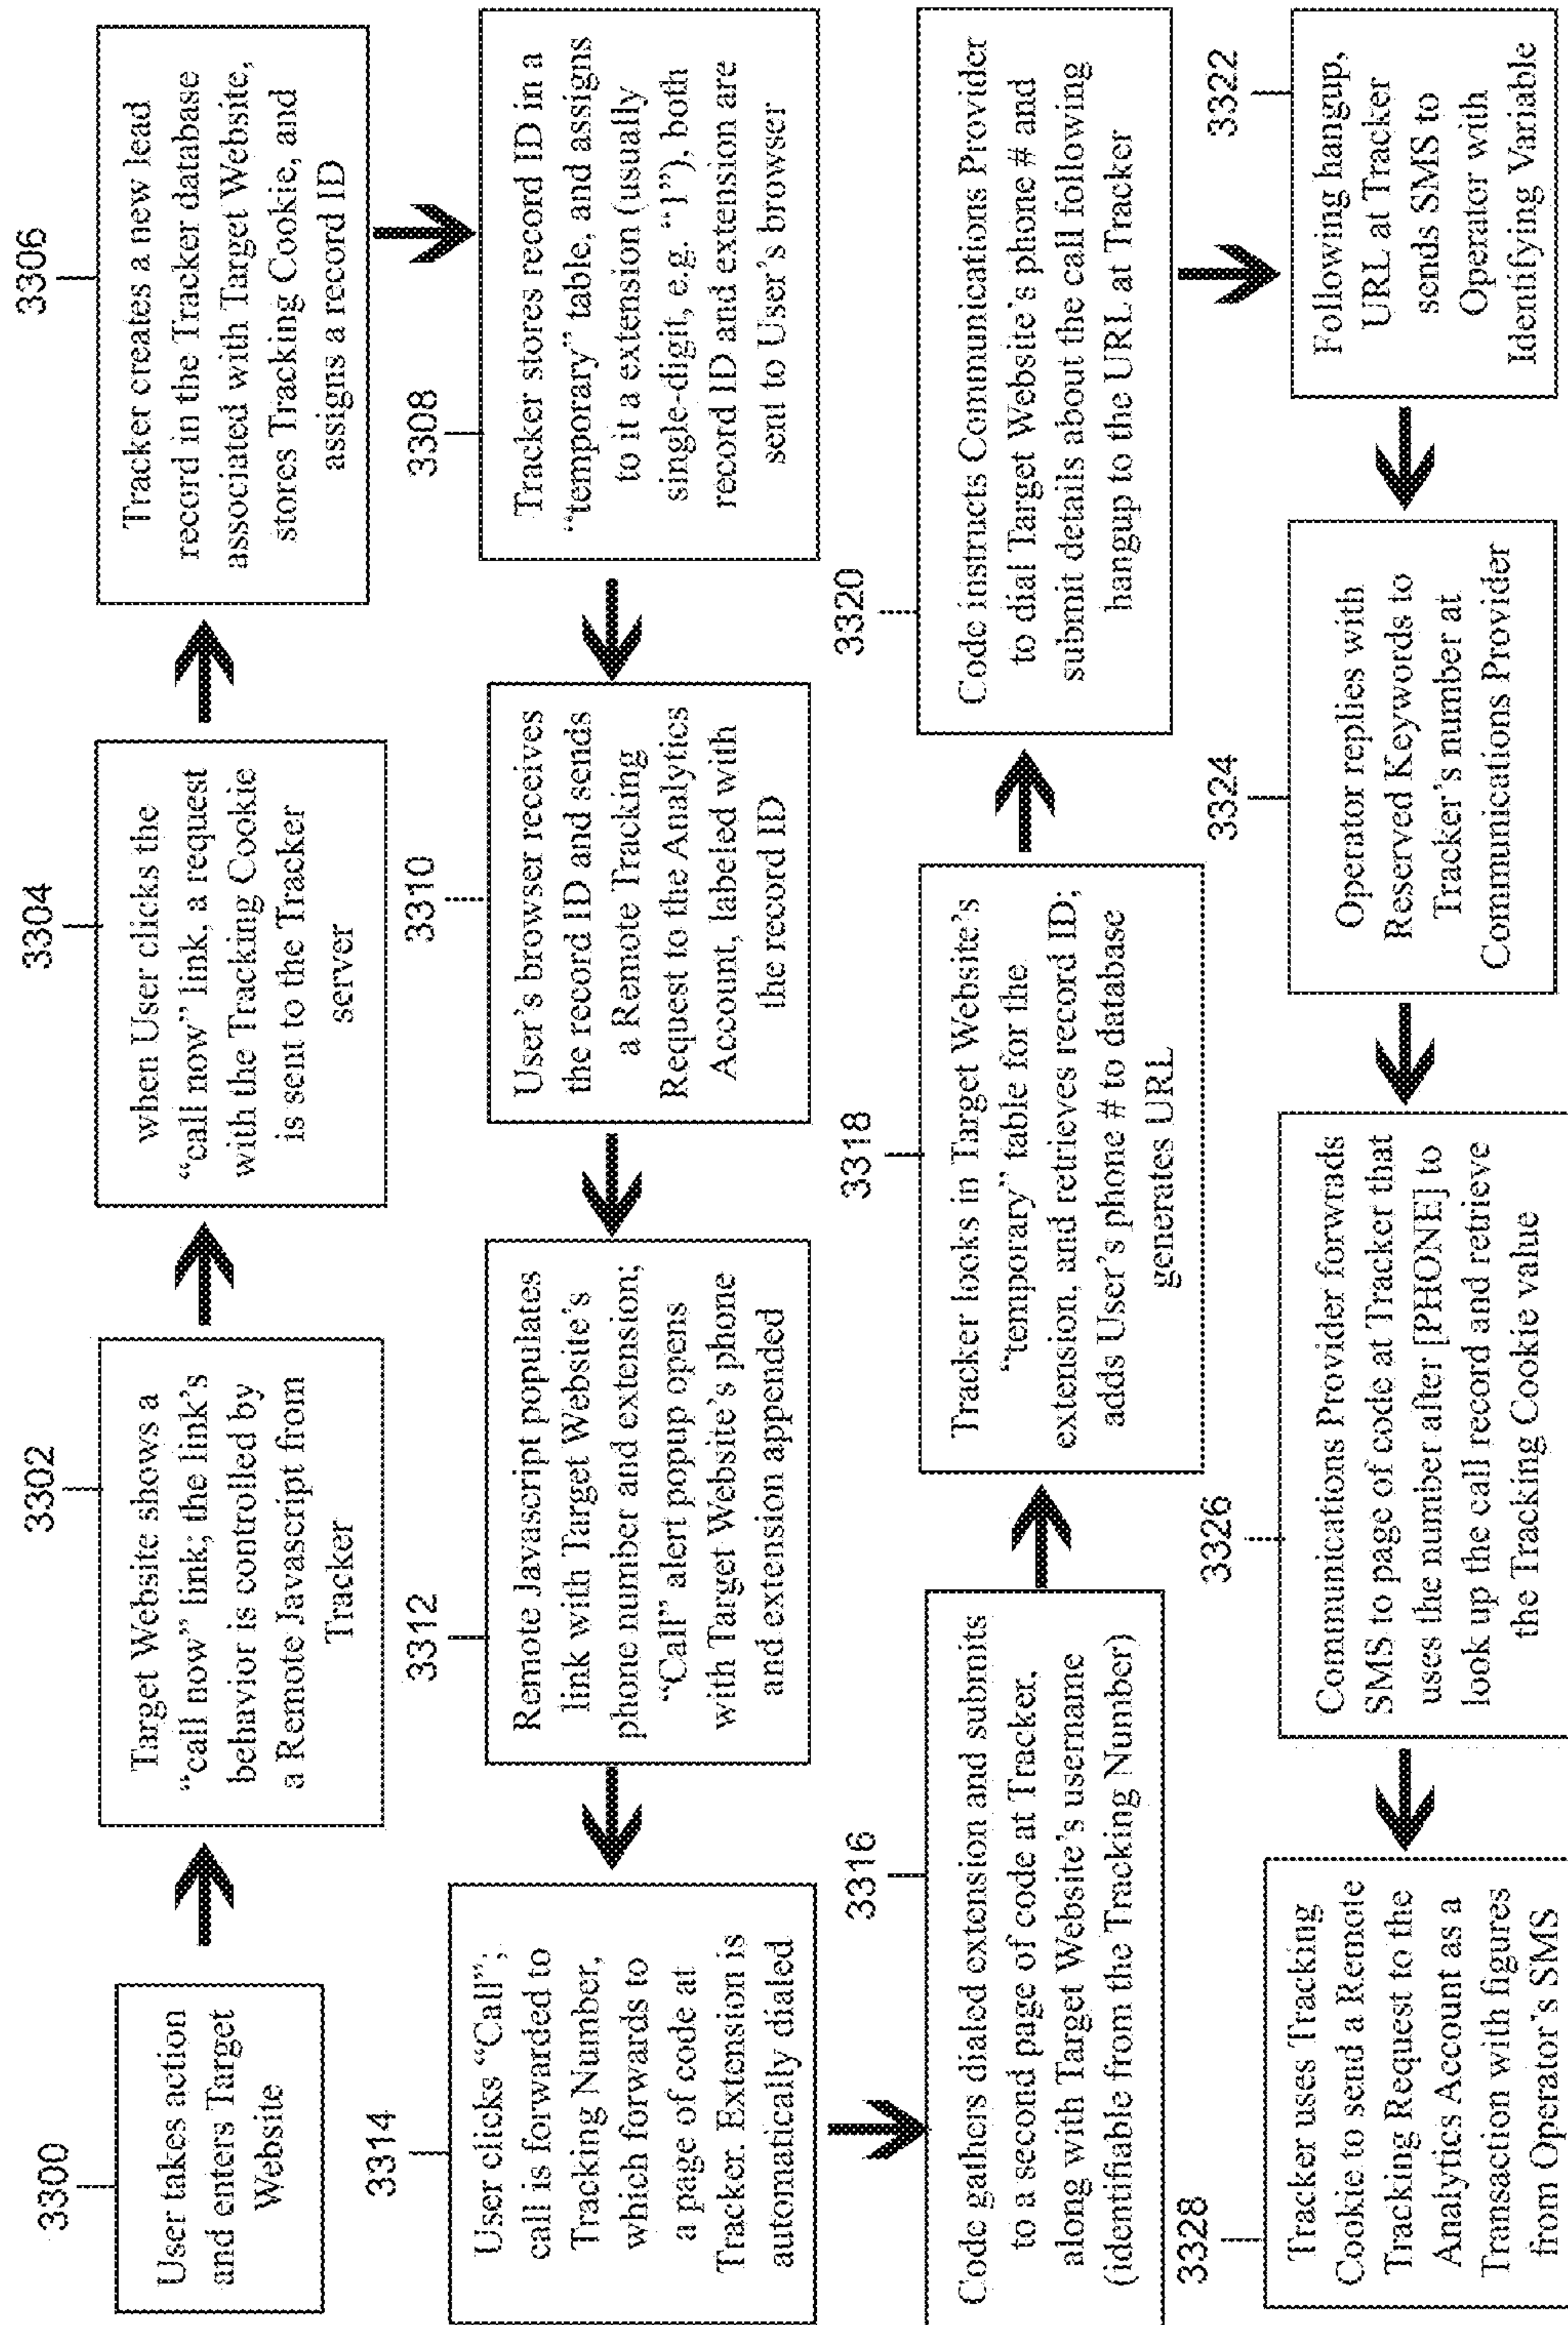 3300
User takes action
and enters Target
Website
3302
Target Website shows a
“call now” link; the link’s
behavior is controlled by
a Remote Javascript from
Tracker
3304
when User clicks the
“call now” link, a request
with the Tracking Cookie
is sent to the Tracker
server
3306
Tracker creates a new lead
record in the Tracker database
associated with Target Website,
stores Tracking Cookie, and
assigns a record ID
3308
Tracker stores record ID in a
“temporary” table, and assigns
to it a extension (usually
single-digit, e.g. “1”), both
record ID and extension are
sent to User’s browser
3310
User’s browser receives
the record ID and sends
a Remote Tracking
Request to the Analytics
Account, labeled with
the record ID
3312
Remote Javascript populates
link with Target Website’s
phone number and extension;
“Call” alert popup opens
with Target Website’s phone
and extension appended
3314
User clicks “Call”;
call is forwarded to
Tracking Number,
which forwards to
a page of code at
Tracker. Extension is
automatically dialed
3316
Code gathers dialed extension and submits
to a second page of code at Tracker,
along with Target Website’s username
(identifiable from the Tracking Number)
3318
Tracker looks in Target Website’s
“temporary” table for the
extension, and retrieves record ID;
adds User’s phone # to database
generates URL
3320
Code instructs Communications Provider
to dial Target Website’s phone # and
submit details about the call following
hangup to the URL at Tracker
3322
Following hangup,
URL at Tracker
sends SMS to
Operator with
Identifying Variable
3324
Operator replies with
Reserved Keywords to
Tracker’s number at
Communications Provider
3326
Communications Provider forwrads
SMS to page of code at Tracker that
uses the number after [PHONE] to
look up the call record and retrieve
the Tracking Cookie value
3328
Tracker uses Tracking
Cookie to send a Remote
Tracking Request to the
Analytics Account as a
Transaction with figures
from Operator’s SMS